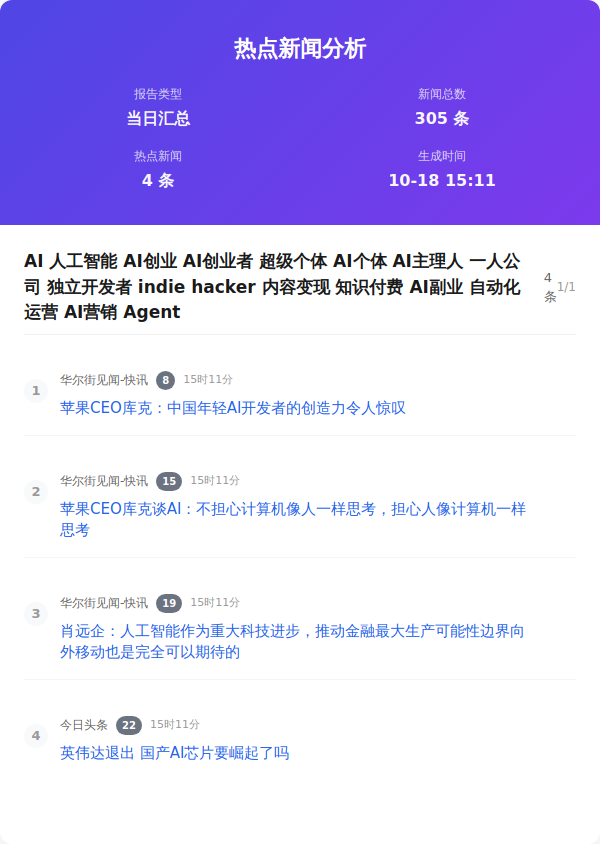 热点新闻分析
报告类型
当日汇总
新闻总数
305 条
热点新闻
4 条
生成时间
10-18 15:11
AI 人工智能 AI创业 AI创业者 超级个体 AI个体 AI主理人 一人公
司 独立开发者 indie hacker 内容变现 知识付费 AI副业 自动化
运营 AI营销 Agent
4
条
1/1
1
华尔街见闻-快讯 8 15时11分
苹果CEO库克：中国年轻AI开发者的创造力令人惊叹
2
华尔街见闻-快讯 15 15时11分
苹果CEO库克谈AI：不担心计算机像人一样思考，担心人像计算机一样
思考
3
华尔街见闻-快讯 19 15时11分
肖远企：人工智能作为重大科技进步，推动金融最大生产可能性边界向
外移动也是完全可以期待的
4
今日头条 22 15时11分
英伟达退出 国产AI芯片要崛起了吗